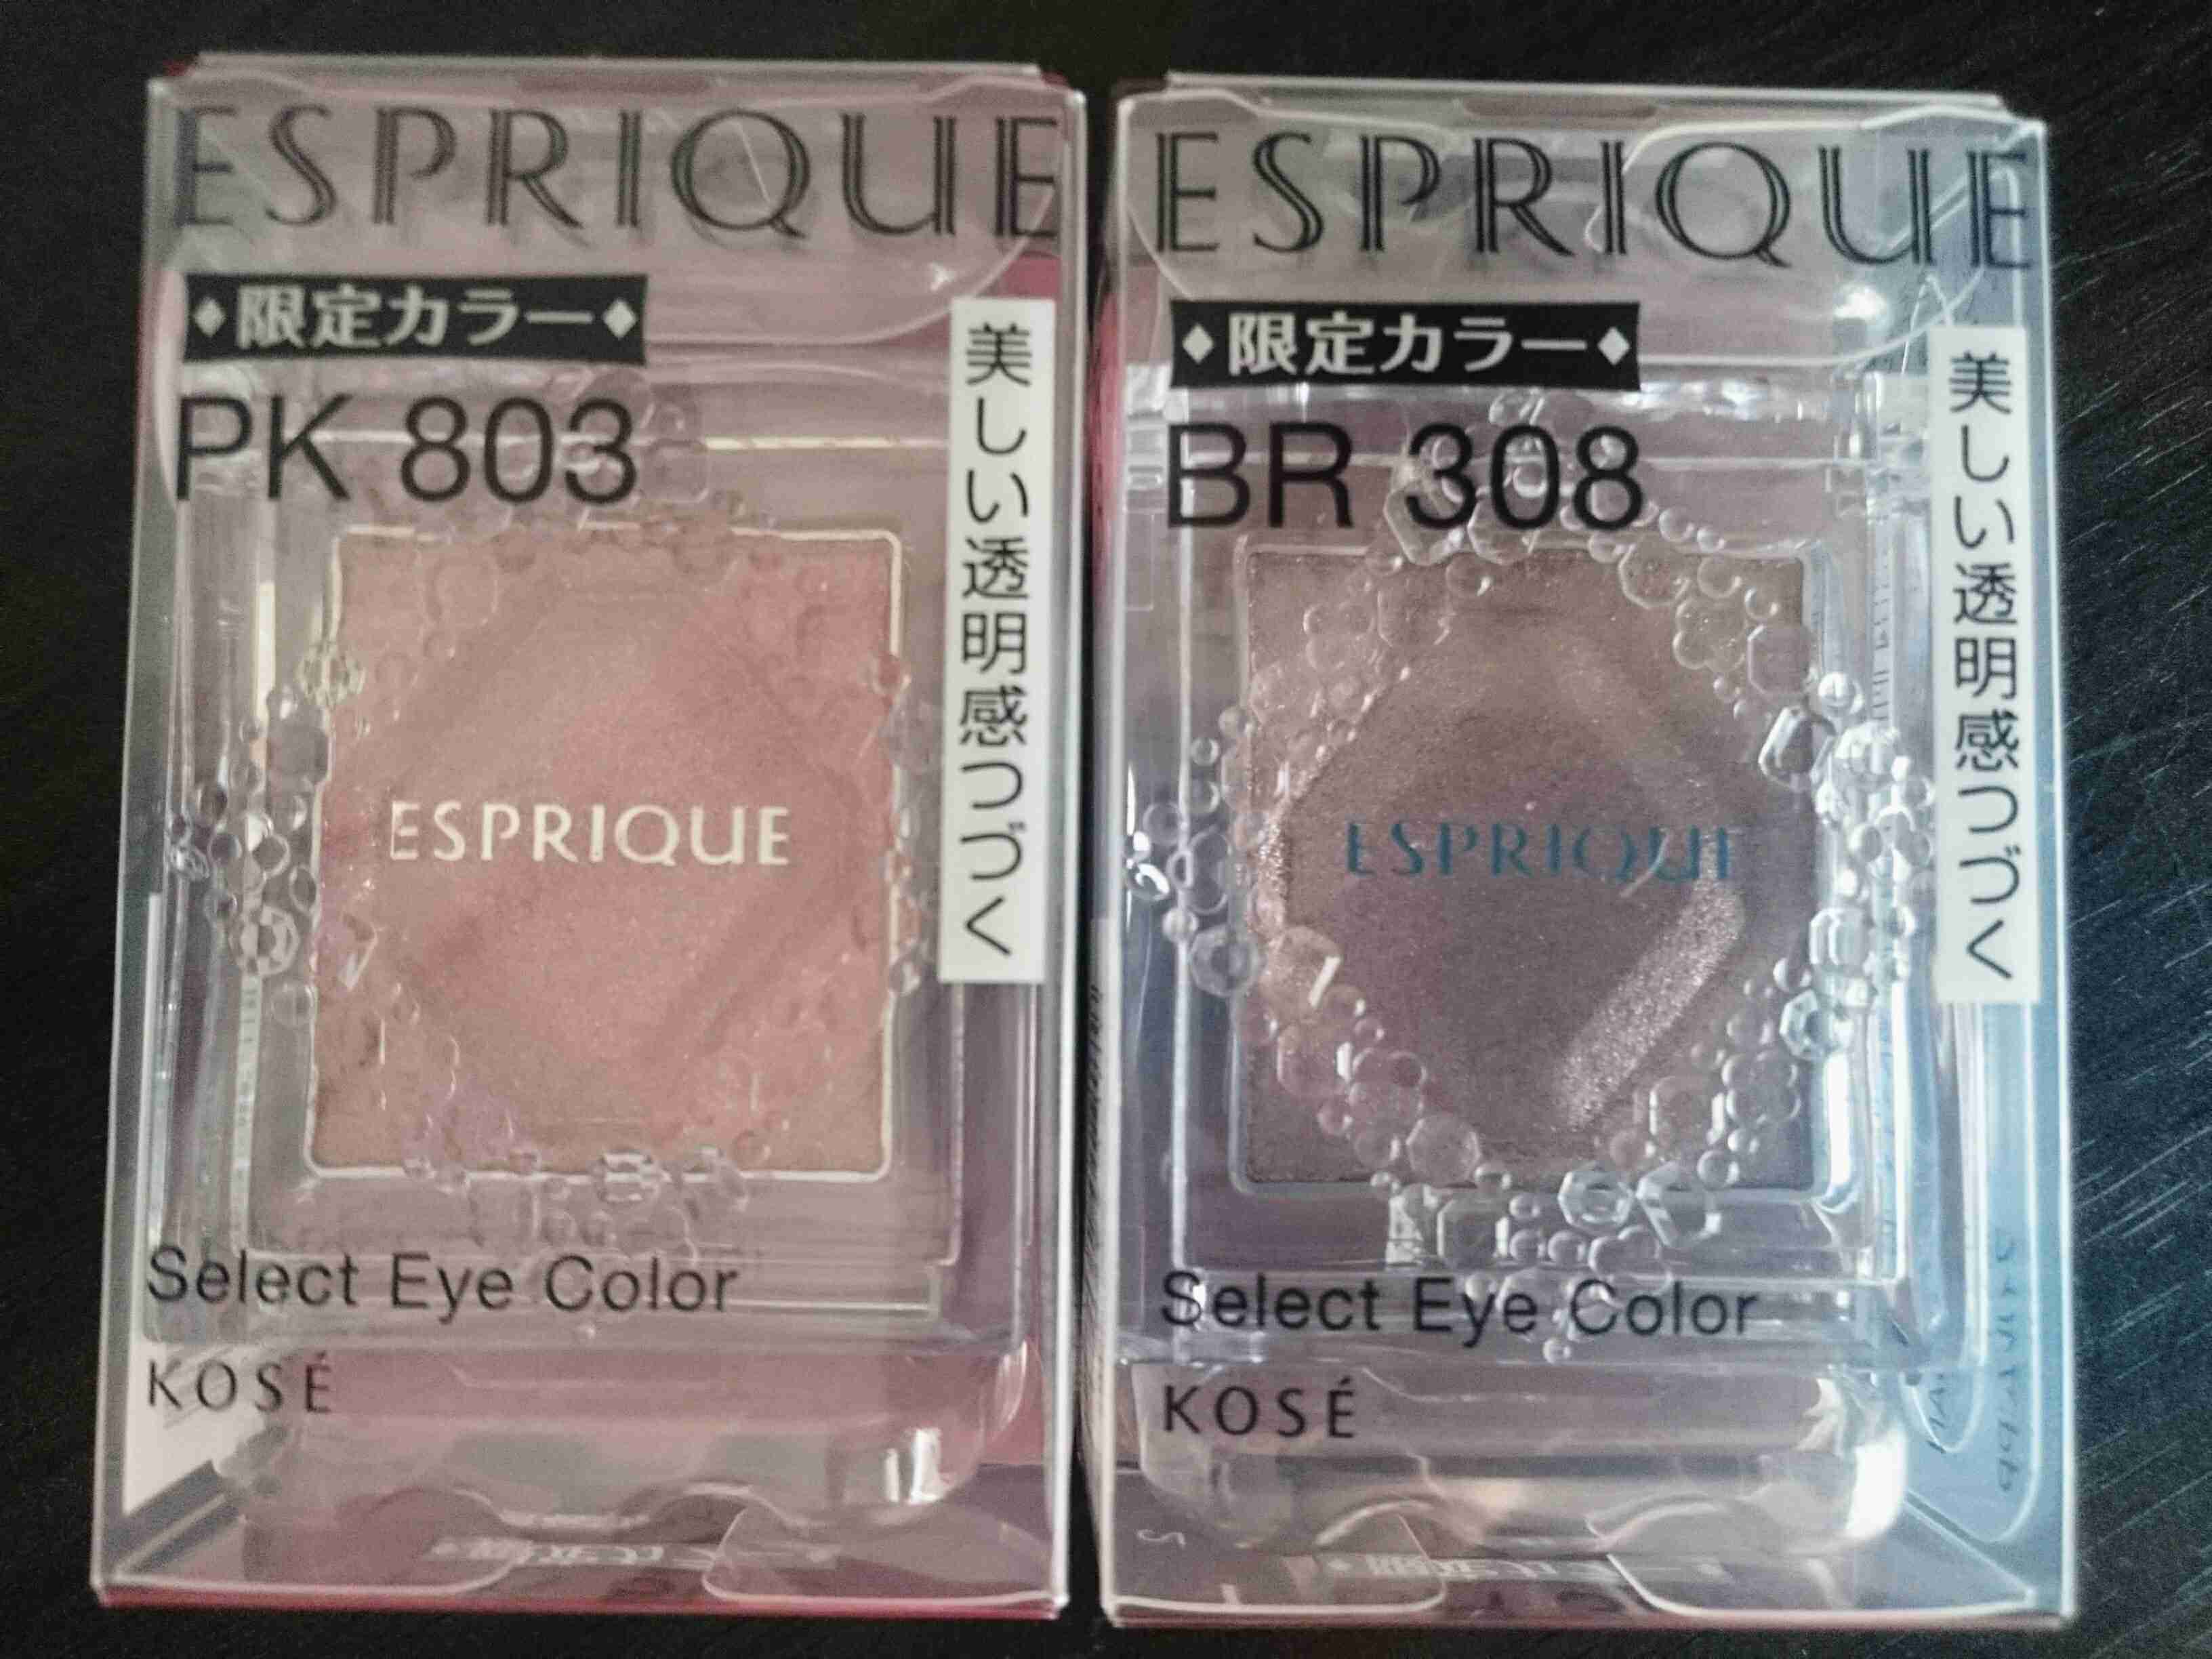 ESPRIQUE
◆限定カラー◆
PK 803
美しい透明感つづく
ESPRIQUE
Select Eye Color
KOSÉ
ESPRIQUE
◆限定カラー◆
BR 308
美しい透明感つづく
ESPRIQUE
Select Eye Color
KOSÉ